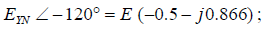 E_YN ∠ –120° = E (–0.5 – j0.866) ;